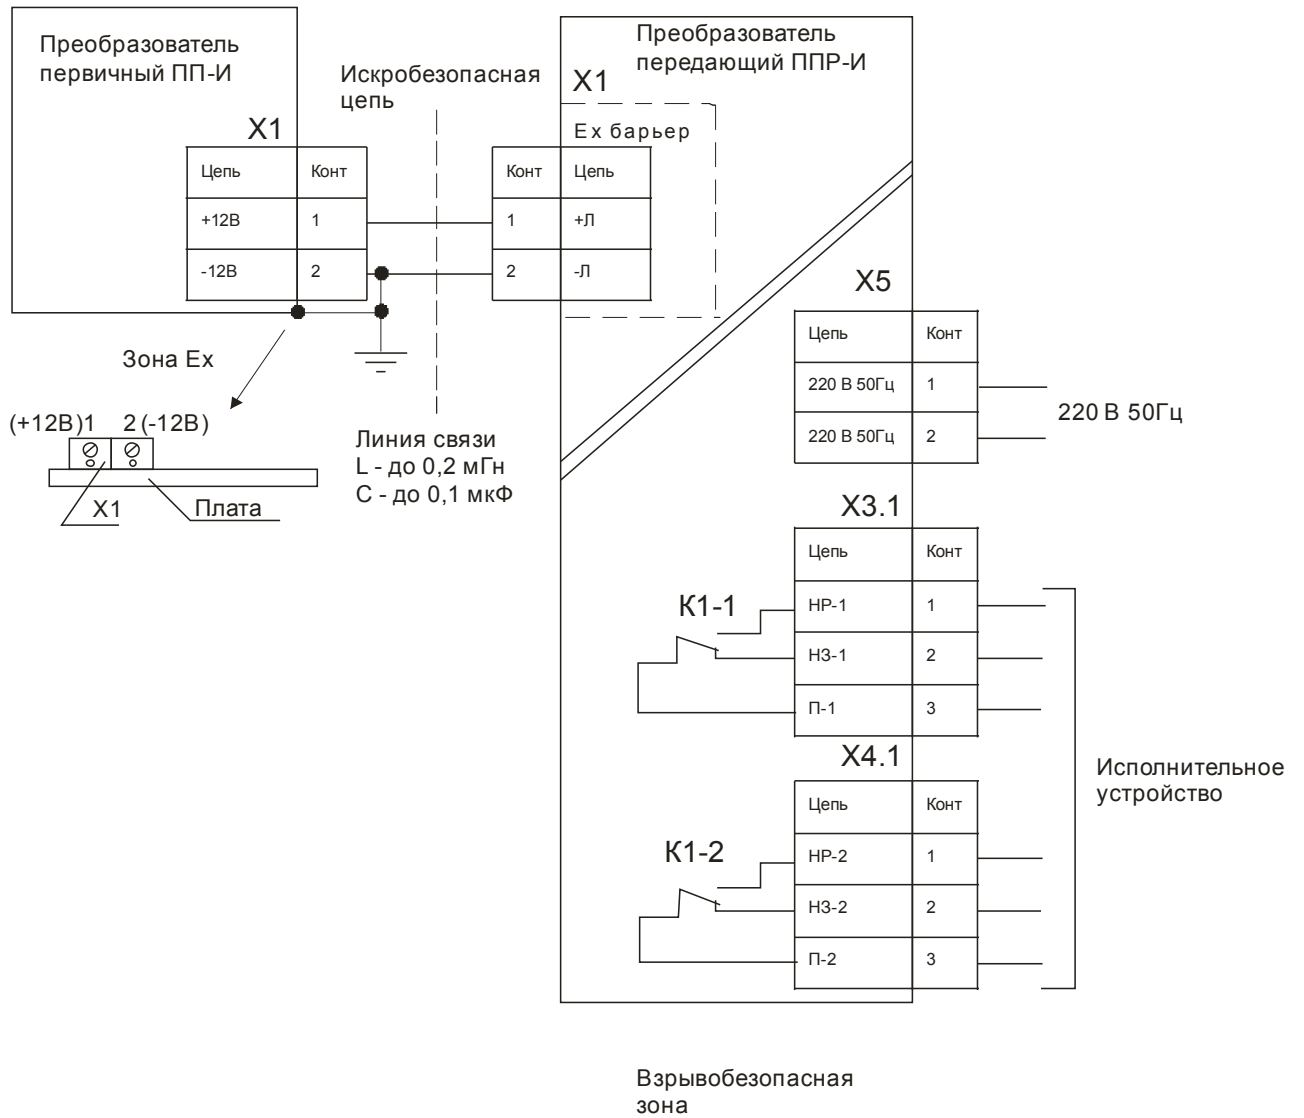 Преобразователь
первичный ПП-И
Преобразователь
передающий ППР-И
Искробезопасная
цепь
X1
X1
Ex барьер
Цепь Конт
+12В 1
-12В 2
Конт Цепь
1 +Л
2 -Л
Зона Ex
(+12В)1 2(-12В)
X1 Плата
Линия связи
L - до 0,2 мГн
С - до 0,1 мкФ
X5
Цепь Конт
220 В 50Гц 1
220 В 50Гц 2
220 В 50Гц
X3.1
Цепь Конт
К1-1
НР-1 1
НЗ-1 2
П-1 3
X4.1
Цепь Конт
К1-2
НР-2 1
НЗ-2 2
П-2 3
Исполнительное
устройство
Взрывобезопасная
зона